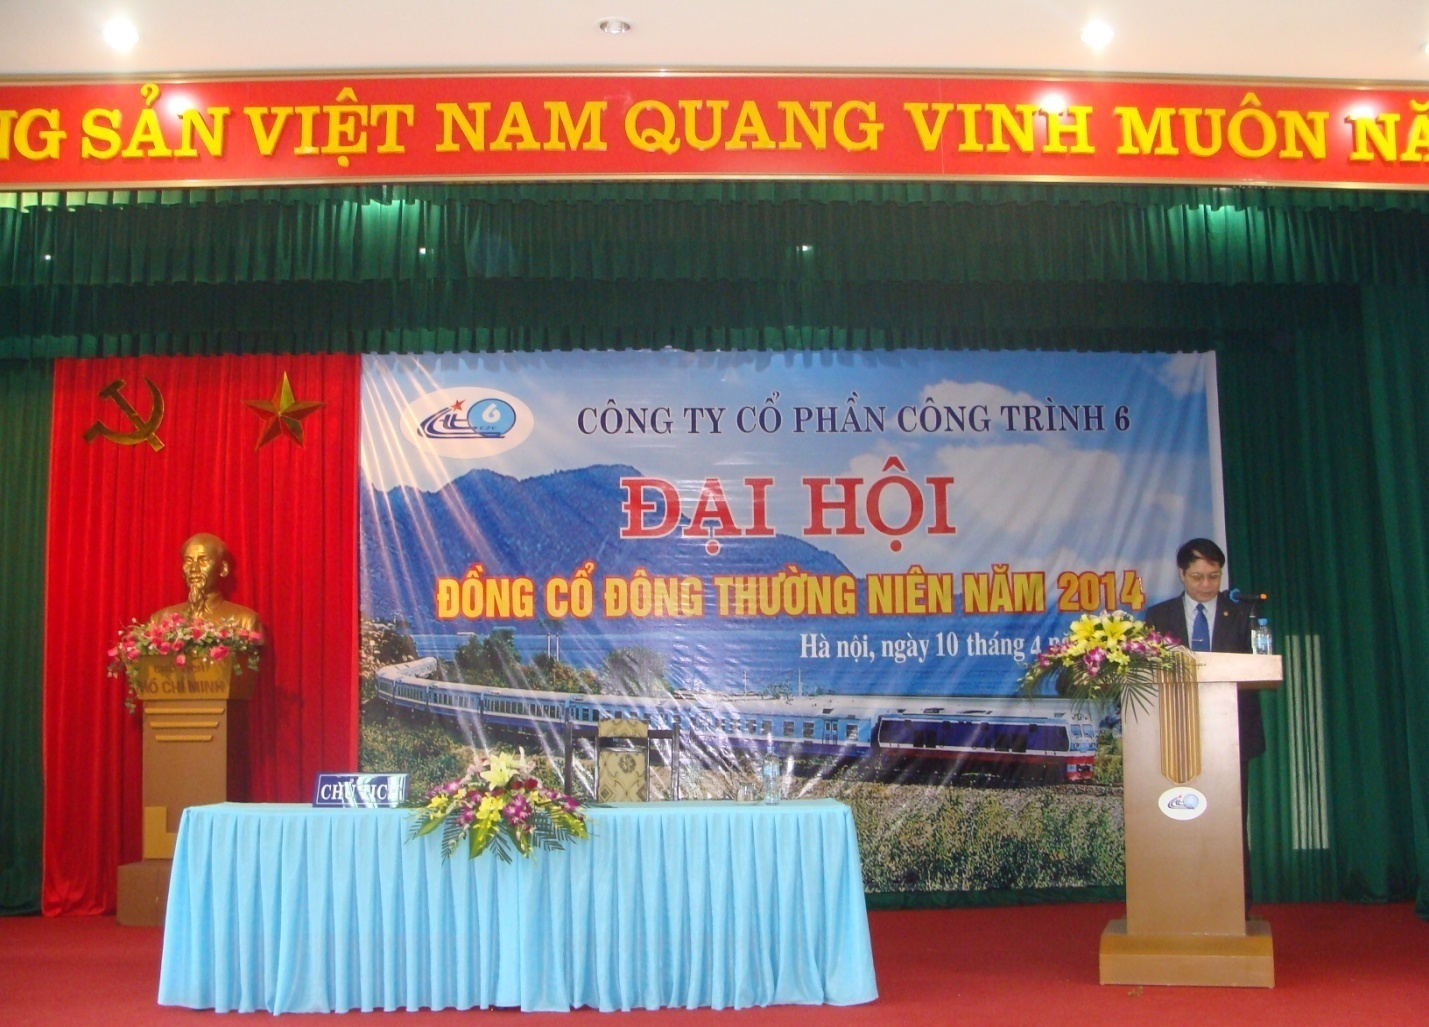 NG SẢN VIỆT NAM QUANG VINH MUÔN NĂ
CÔNG TY CỔ PHẦN CÔNG TRÌNH 6
6
ĐẠI HỘI
ĐỒNG CỔ ĐÔNG THƯỜNG NIÊN NĂM 2014
Hà nội, ngày 10 tháng 4
HỒ CHÍ MINH
CHỦ TỊCH